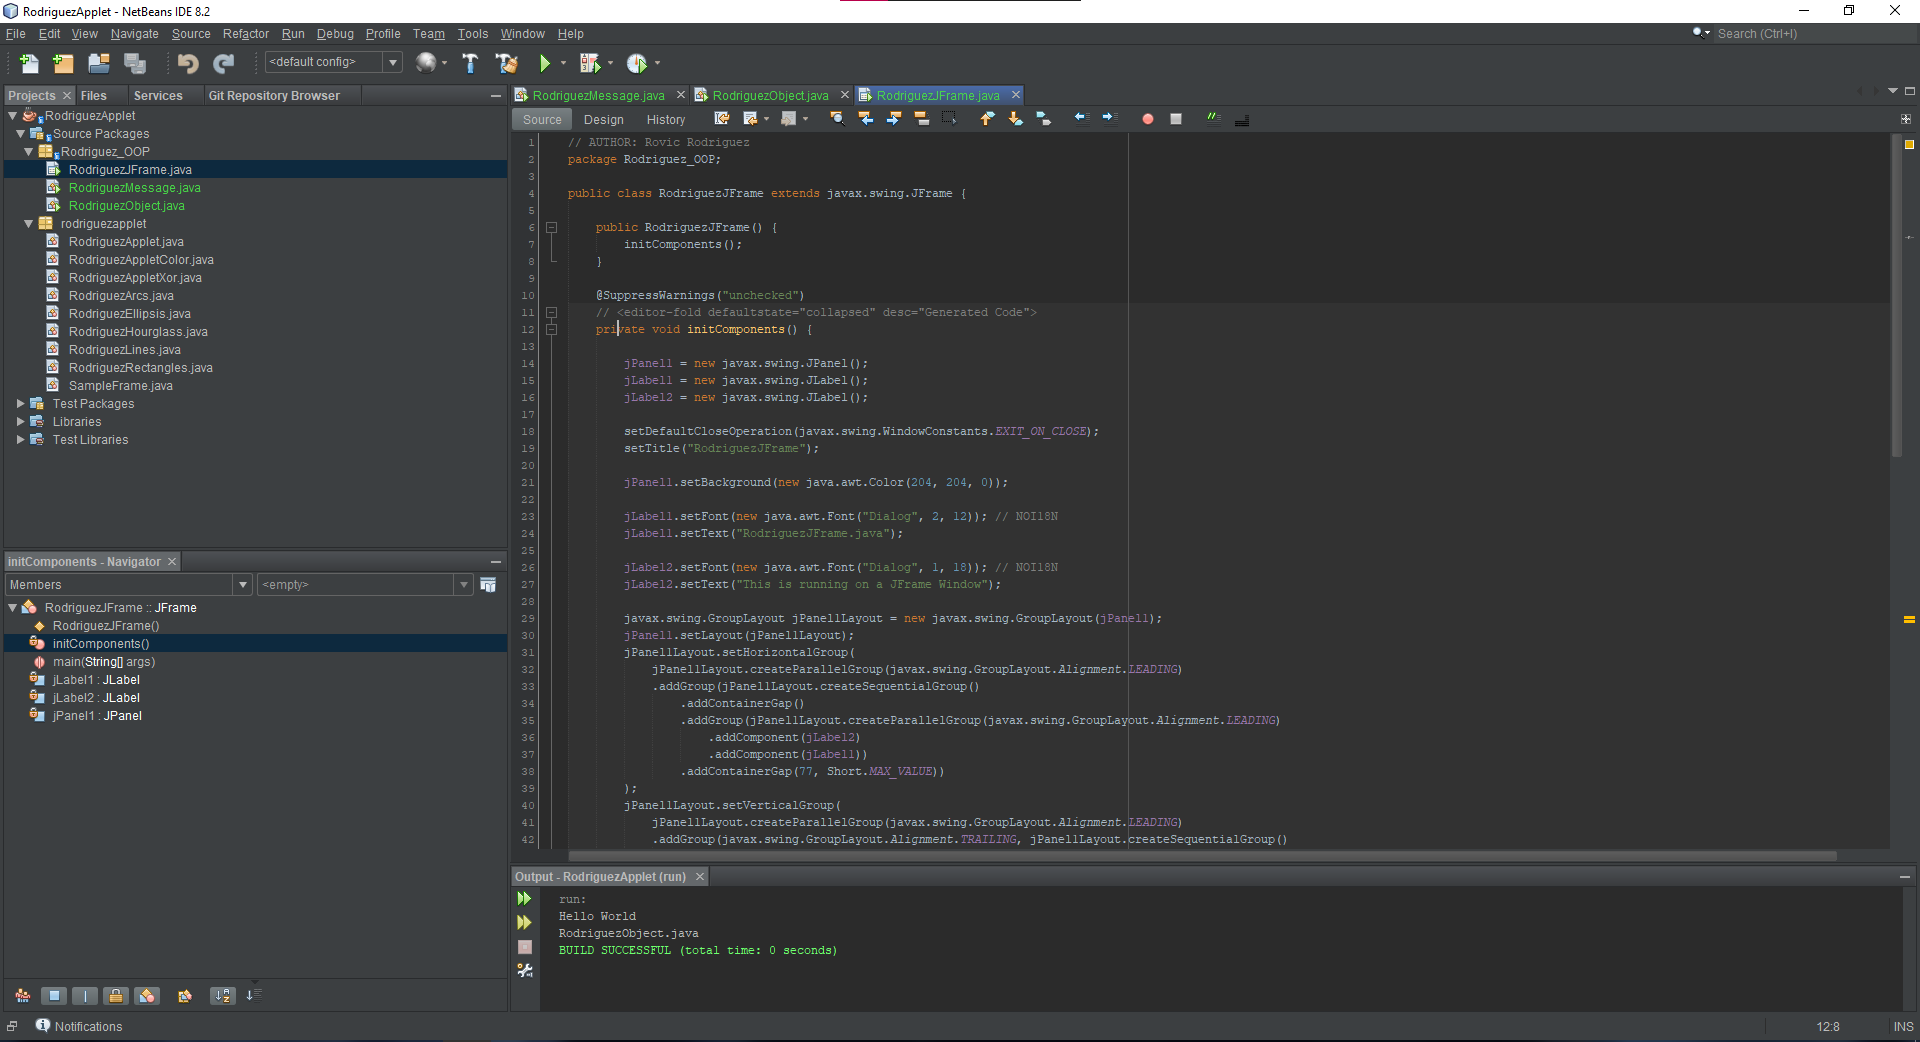 RodriguezApplet - NetBeans IDE 8.2
File Edit View Navigate Source Refactor Run Debug Profile Team Tools Window Help
Search (Ctrl+I)
<default config>
Projects Files Services Git Repository Browser
RodriguezApplet
Source Packages
Rodriguez_OOP
RodriguezJFrame.java
RodriguezMessage.java
RodriguezObject.java
rodriguezapplet
RodriguezApplet.java
RodriguezAppletColor.java
RodriguezAppletXor.java
RodriguezArcs.java
RodriguezEllipsis.java
RodriguezHourglass.java
RodriguezLines.java
RodriguezRectangles.java
SampleFrame.java
Test Packages
Libraries
Test Libraries
initComponents - Navigator
Members
<empty>
RodriguezJFrame :: JFrame
RodriguezJFrame()
initComponents()
main(String[] args)
jLabel1 : JLabel
jLabel2 : JLabel
jPanel1 : JPanel
RodriguezMessage.java RodriguezObject.java RodriguezJFrame.java
Source Design History
1 // AUTHOR: Rovic Rodriguez
2 package Rodriguez_OOP;
3
4 public class RodriguezJFrame extends javax.swing.JFrame {
5
6 public RodriguezJFrame() {
7 initComponents();
8 }
9
10 @SuppressWarnings("unchecked")
11 // <editor-fold defaultstate="collapsed" desc="Generated Code">
12 private void initComponents() {
13
14 jPanel1 = new javax.swing.JPanel();
15 jLabel1 = new javax.swing.JLabel();
16 jLabel2 = new javax.swing.JLabel();
17
18 setDefaultCloseOperation(javax.swing.WindowConstants.EXIT_ON_CLOSE);
19 setTitle("RodriguezJFrame");
20
21 jPanel1.setBackground(new java.awt.Color(204, 204, 0));
22
23 jLabel1.setFont(new java.awt.Font("Dialog", 2, 12)); // NOI18N
24 jLabel1.setText("RodriguezJFrame.java");
25
26 jLabel2.setFont(new java.awt.Font("Dialog", 1, 18)); // NOI18N
27 jLabel2.setText("This is running on a JFrame Window");
28
29 javax.swing.GroupLayout jPanel1Layout = new javax.swing.GroupLayout(jPanel1);
30 jPanel1.setLayout(jPanel1Layout);
31 jPanel1Layout.setHorizontalGroup(
32 jPanel1Layout.createParallelGroup(javax.swing.GroupLayout.Alignment.LEADING)
33 .addGroup(jPanel1Layout.createSequentialGroup()
34 .addContainerGap()
35 .addGroup(jPanel1Layout.createParallelGroup(javax.swing.GroupLayout.Alignment.LEADING)
36 .addComponent(jLabel2)
37 .addComponent(jLabel1))
38 .addContainerGap(77, Short.MAX_VALUE))
39 );
40 jPanel1Layout.setVerticalGroup(
41 jPanel1Layout.createParallelGroup(javax.swing.GroupLayout.Alignment.LEADING)
42 .addGroup(javax.swing.GroupLayout.Alignment.TRAILING, jPanel1Layout.createSequentialGroup()
Output - RodriguezApplet (run)
run:
Hello World
RodriguezObject.java
BUILD SUCCESSFUL (total time: 0 seconds)
Notifications
12:8 INS